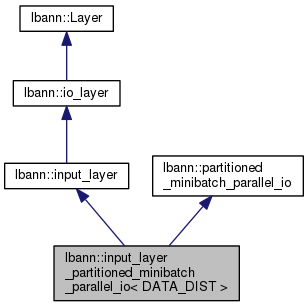 lbann::Layer
lbann::io_layer
lbann::input_layer
lbann::partitioned
_minibatch_parallel_io
lbann::input_layer
_partitioned_minibatch
_parallel_io< DATA_DIST >